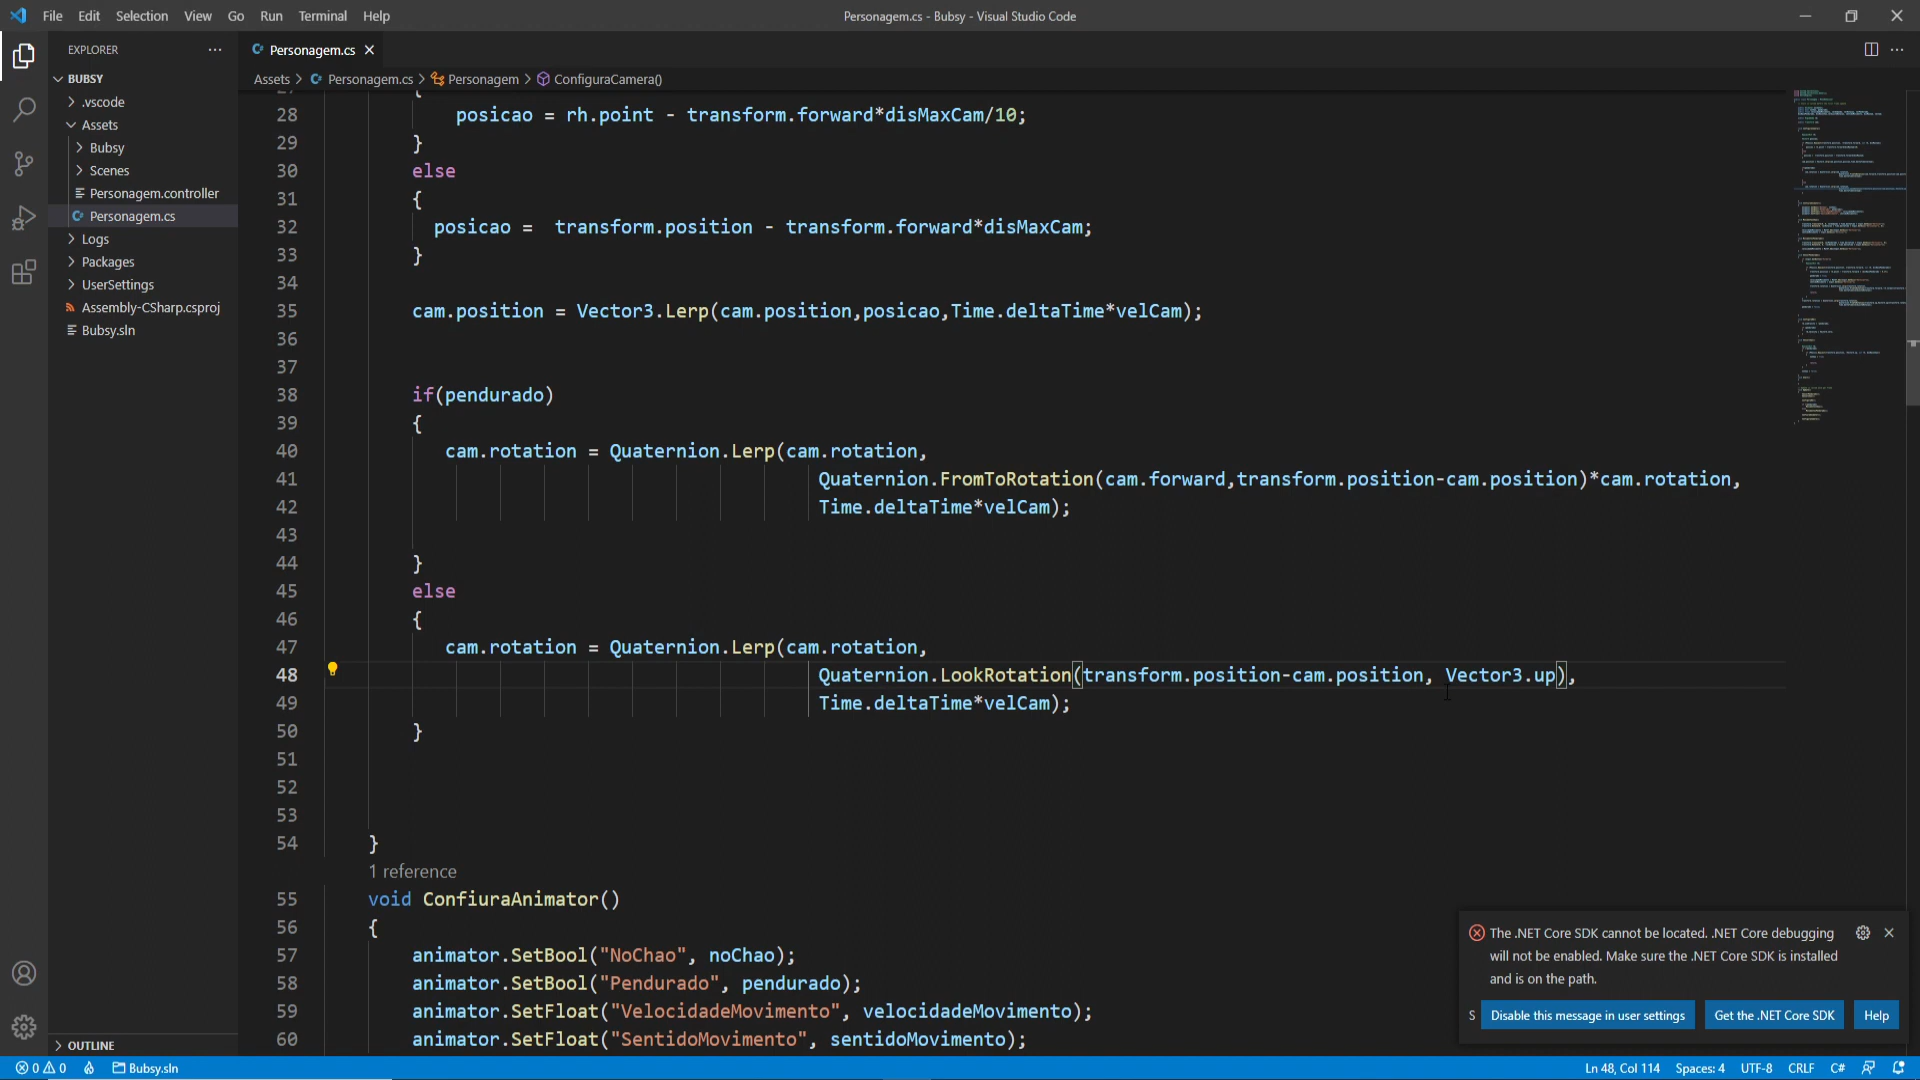 File Edit Selection View Go Run Terminal Help
Personagem.cs - Bubsy - Visual Studio Code
EXPLORER
BUBSY
.vscode
Assets
Bubsy
Scenes
Personagem.controller
Personagem.cs
Logs
Packages
UserSettings
Assembly-CSharp.csproj
Bubsy.sln
OUTLINE
Personagem.cs
Assets > Personagem.cs > Personagem > ConfiguraCamera()
28 posicao = rh.point - transform.forward*disMaxCam/10;
29 }
30 else
31 {
32 posicao =  transform.position - transform.forward*disMaxCam;
33 }
34
35 cam.position = Vector3.Lerp(cam.position,posicao,Time.deltaTime*velCam);
36
37
38 if(pendurado)
39 {
40 cam.rotation = Quaternion.Lerp(cam.rotation,
41 Quaternion.FromToRotation(cam.forward,transform.position-cam.position)*cam.rotation,
42 Time.deltaTime*velCam);
43
44 }
45 else
46 {
47 cam.rotation = Quaternion.Lerp(cam.rotation,
48 Quaternion.LookRotation(transform.position-cam.position, Vector3.up),
49 Time.deltaTime*velCam);
50 }
51
52
53
54 }
1 reference
55 void ConfiuraAnimator()
56 {
57 animator.SetBool("NoChao", noChao);
58 animator.SetBool("Pendurado", pendurado);
59 animator.SetFloat("VelocidadeMovimento", velocidadeMovimento);
60 animator.SetFloat("SentidoMovimento", sentidoMovimento);
The .NET Core SDK cannot be located. .NET Core debugging
will not be enabled. Make sure the .NET Core SDK is installed
and is on the path.
S Disable this message in user settings Get the .NET Core SDK Help
0 0 Bubsy.sln Ln 48, Col 114 Spaces: 4 UTF-8 CRLF C#